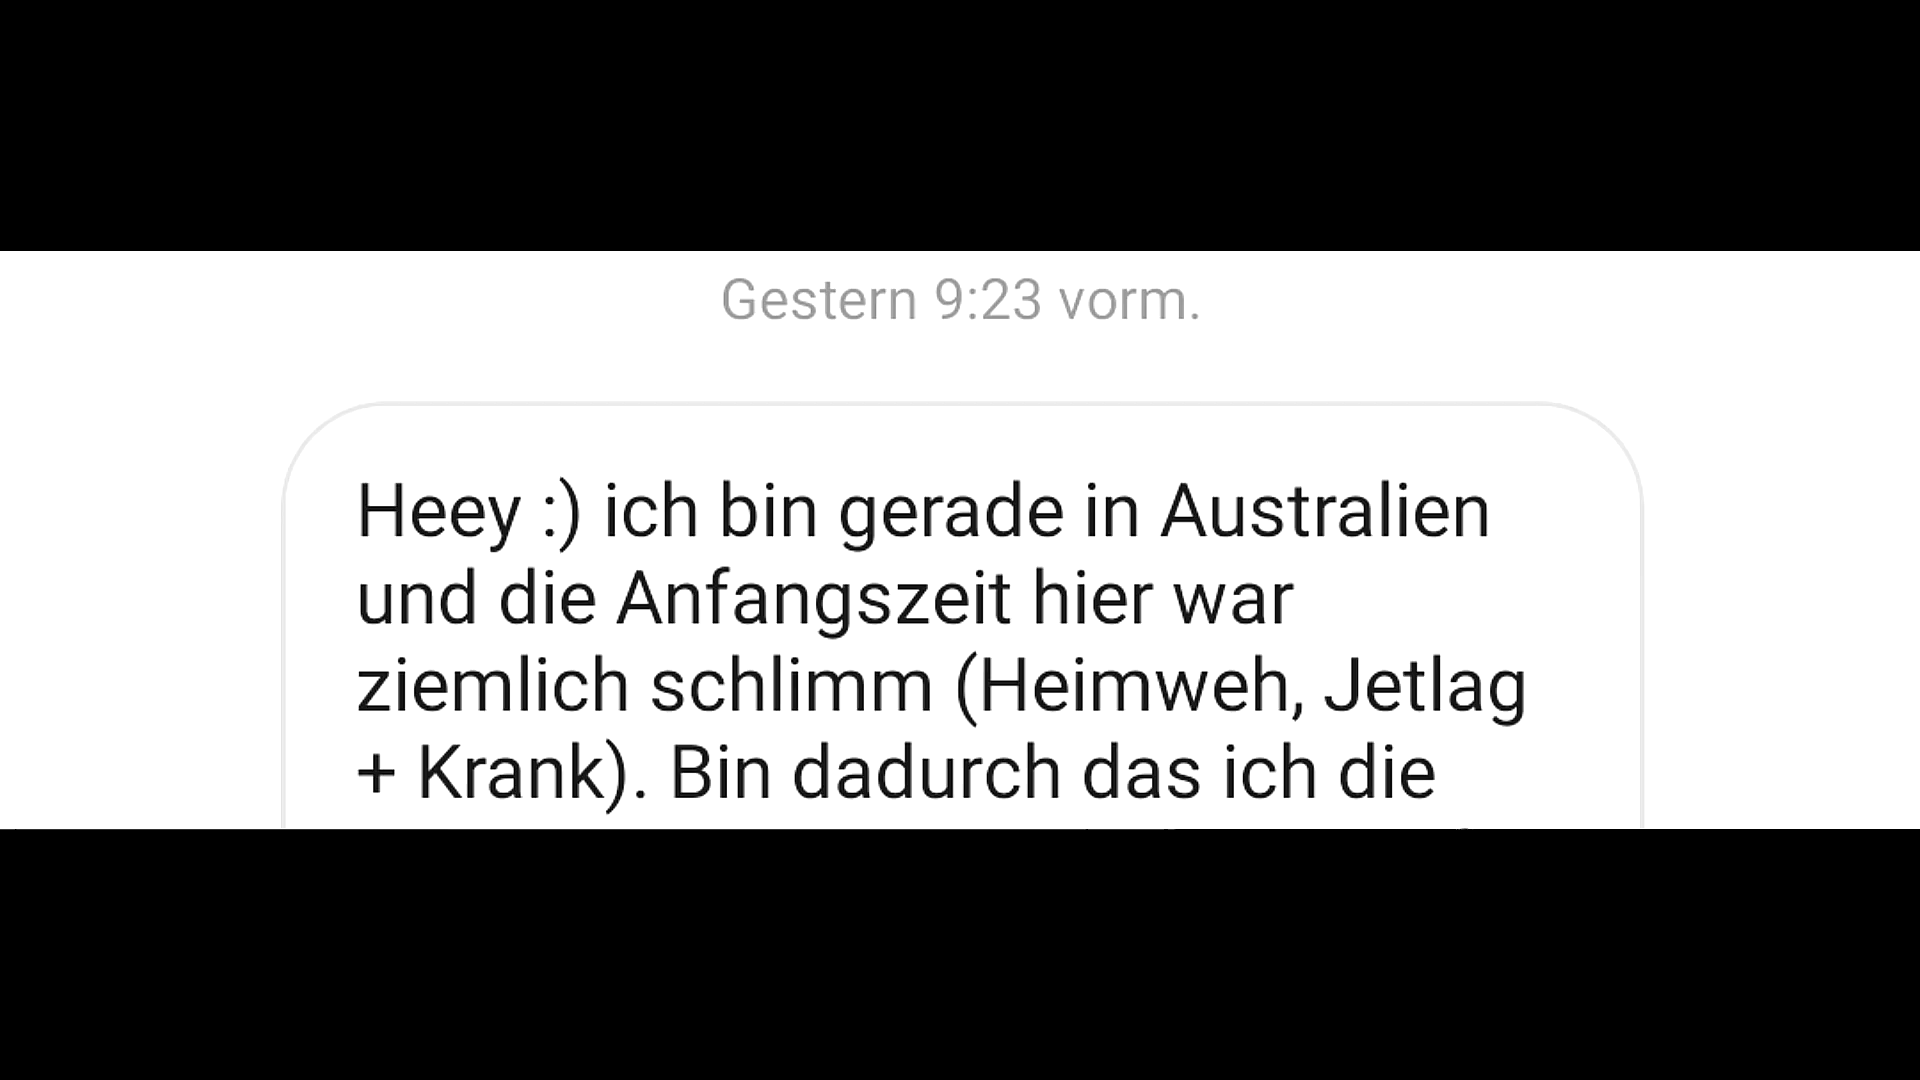 Gestern 9:23 vorm.
Heey :) ich bin gerade in Australien
und die Anfangszeit hier war
ziemlich schlimm (Heimweh, Jetlag
+ Krank). Bin dadurch das ich die